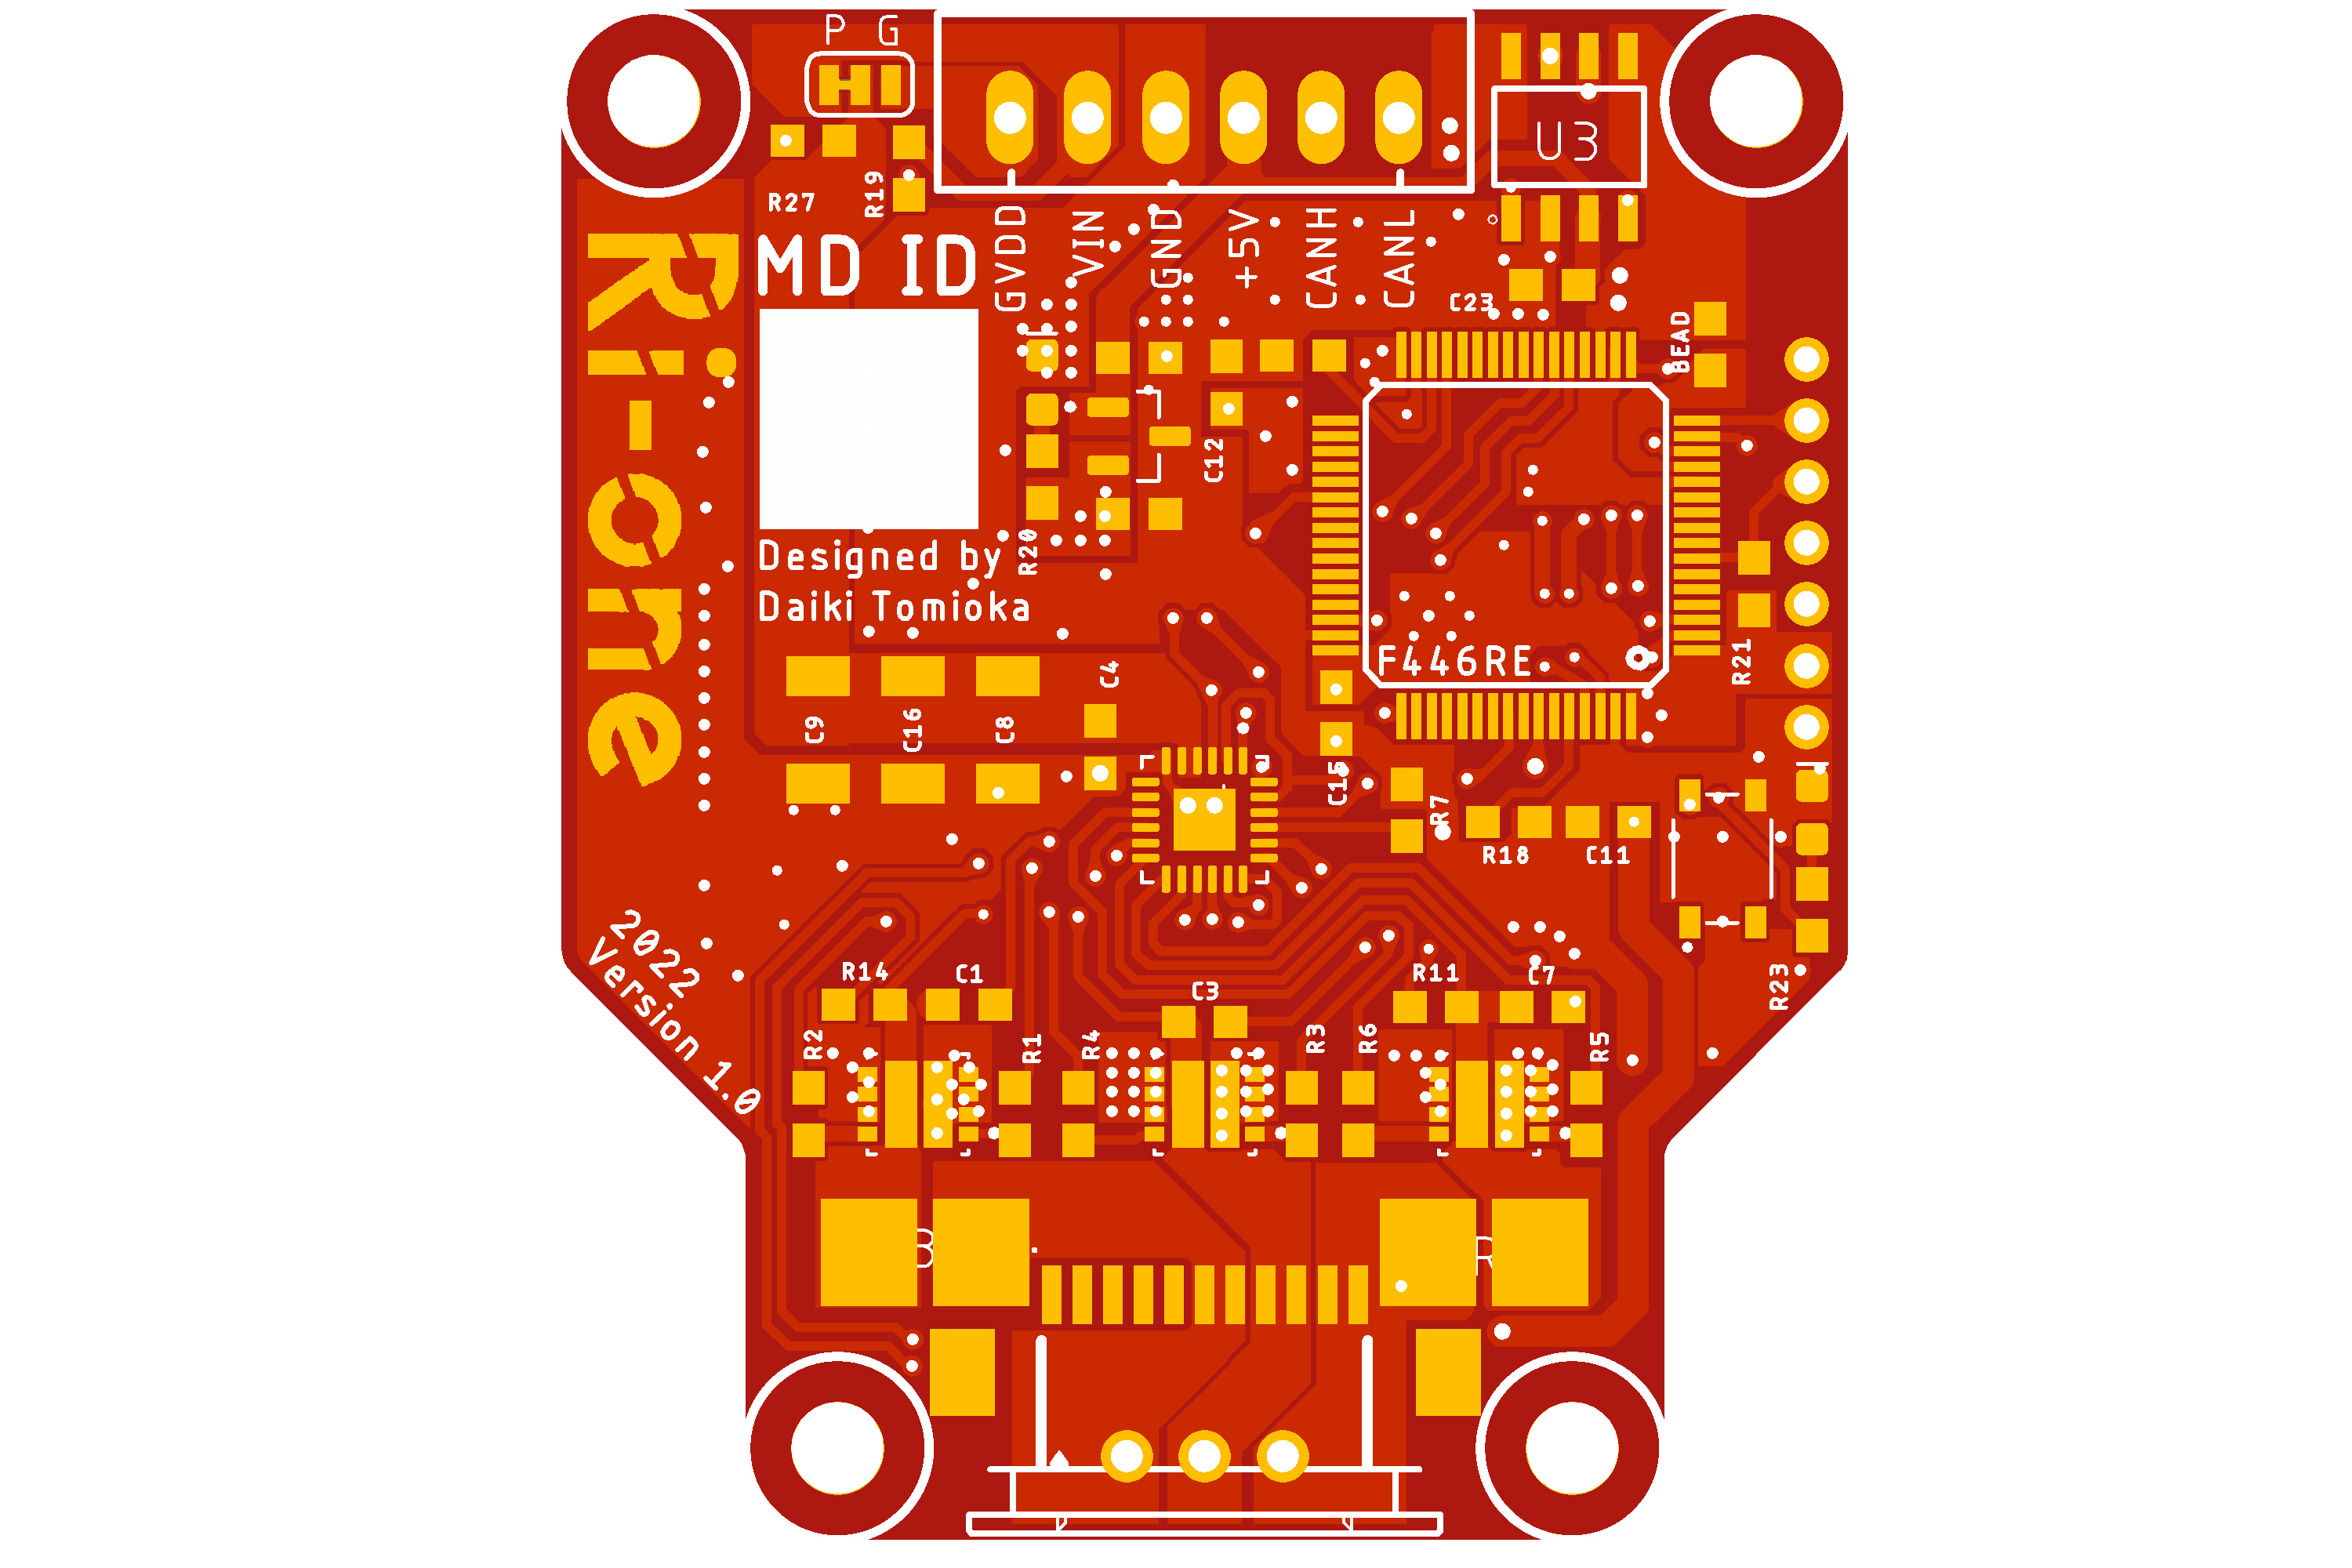 P G
R27
R19
U3
MD ID
GVDD
VIN
GND
+5V
CANH
CANL
C23
BEAD
Ri-one
C12
R20
Designed by
Daiki Tomioka
F446RE
R21
C4
C9
C16
C8
C15
R7
R18
C11
2022
Version 1.0
R14
C1
C3
R11
C7
R23
R2
R1
R4
R3
R6
R5
B
R